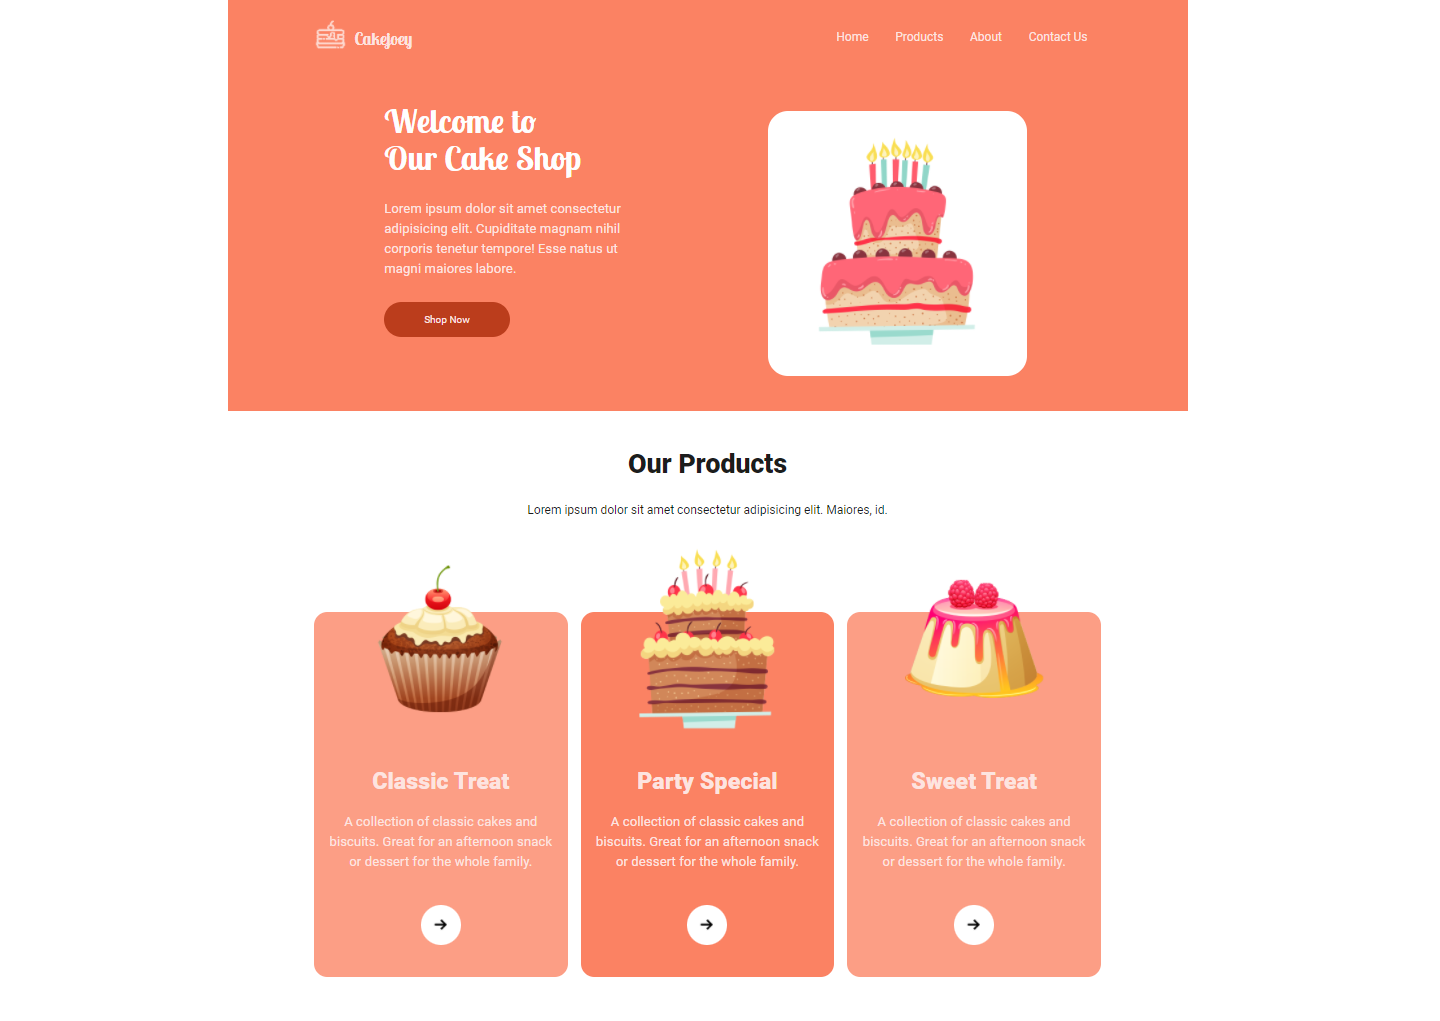 CakeJoey
Home Products About Contact Us
Welcome to
Our Cake Shop
Lorem ipsum dolor sit amet consectetur
adipisicing elit. Cupiditate magnam nihil
corporis tenetur tempore! Esse natus ut
magni maiores labore.
Shop Now
Our Products
Lorem ipsum dolor sit amet consectetur adipisicing elit. Maiores, id.
Classic Treat
A collection of classic cakes and
biscuits. Great for an afternoon snack
or dessert for the whole family.
Party Special
A collection of classic cakes and
biscuits. Great for an afternoon snack
or dessert for the whole family.
Sweet Treat
A collection of classic cakes and
biscuits. Great for an afternoon snack
or dessert for the whole family.